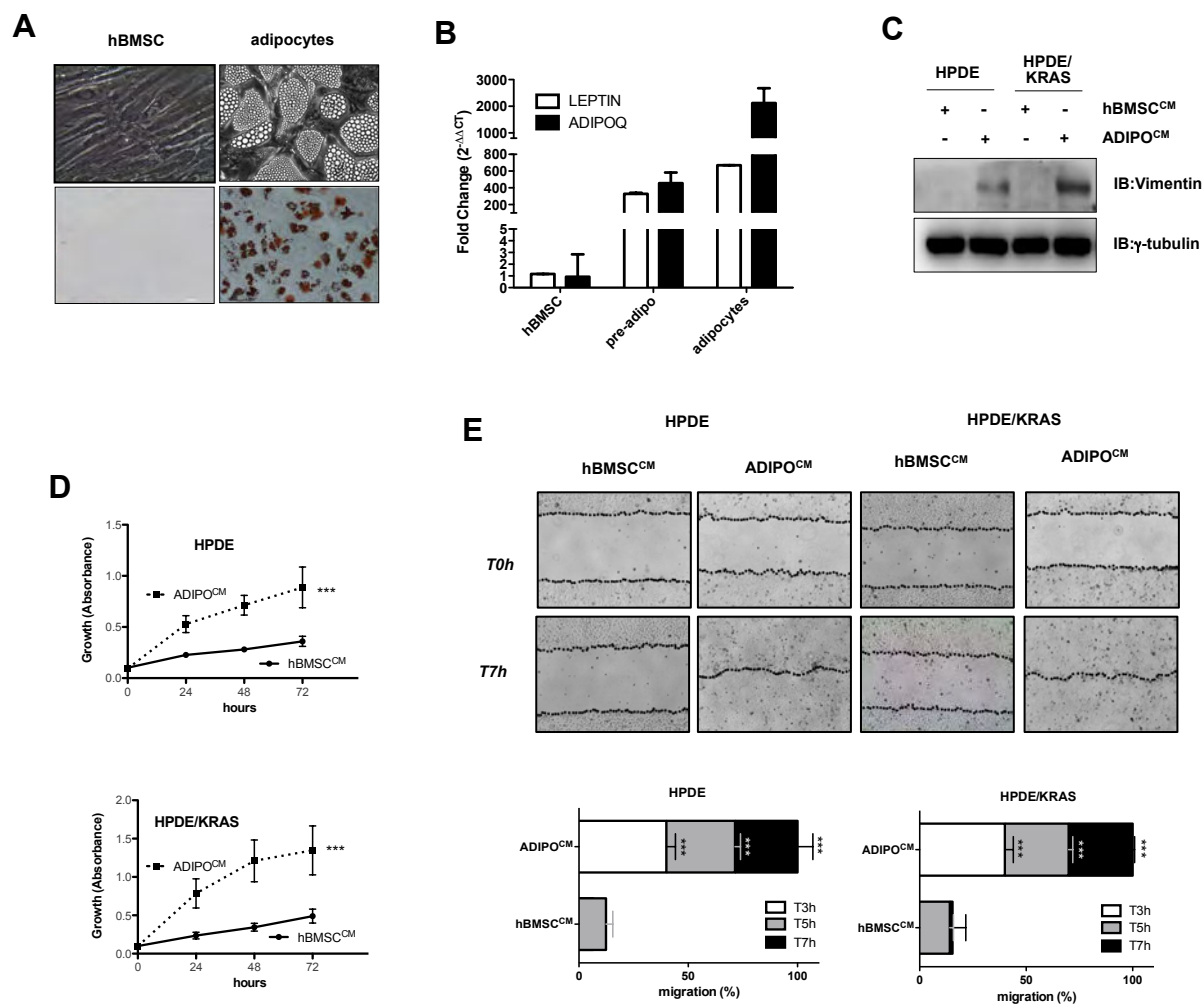 A
hBMSC
adipocytes
B
Fold Change (2-ΔΔCT)
3000
2000
1000
800
600
400
200
5
4
3
2
1
0
LEPTIN
ADIPOQ
hBMSC
pre-adipo
adipocytes
C
HPDE
HPDE/
KRAS
+ - + - hBMSCCM
- + - + ADIPOCM
IB:Vimentin
IB:γ-tubulin
D
HPDE
Growth (Absorbance)
1.5
1.0
0.5
0.0
ADIPOCM
***
hBMSCCM
0 24 48 72
hours
HPDE/KRAS
Growth (Absorbance)
2.0
1.5
1.0
0.5
0.0
ADIPOCM
***
hBMSCCM
0 24 48 72
hours
E
HPDE
HPDE/KRAS
hBMSCCM ADIPOCM hBMSCCM ADIPOCM
T0h
T7h
HPDE
ADIPOCM
*** *** ***
hBMSCCM
T3h
T5h
T7h
0 50 100
migration (%)
HPDE/KRAS
ADIPOCM
*** *** ***
hBMSCCM
T3h
T5h
T7h
0 50 100
migration (%)